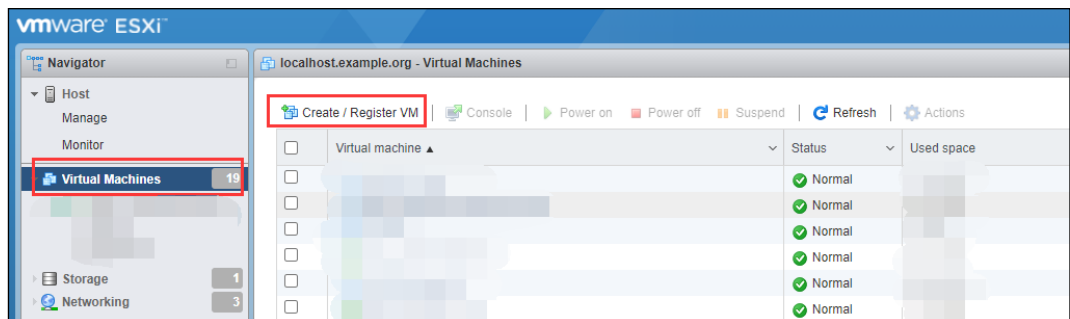 vmware ESXi™
Navigator
localhost.example.org - Virtual Machines
Host
Manage
Monitor
Virtual Machines 19
Storage 1
Networking 3
Create / Register VM Console Power on Power off Suspend Refresh Actions
Virtual machine ▲ Status Used space
Normal
Normal
Normal
Normal
Normal
Normal